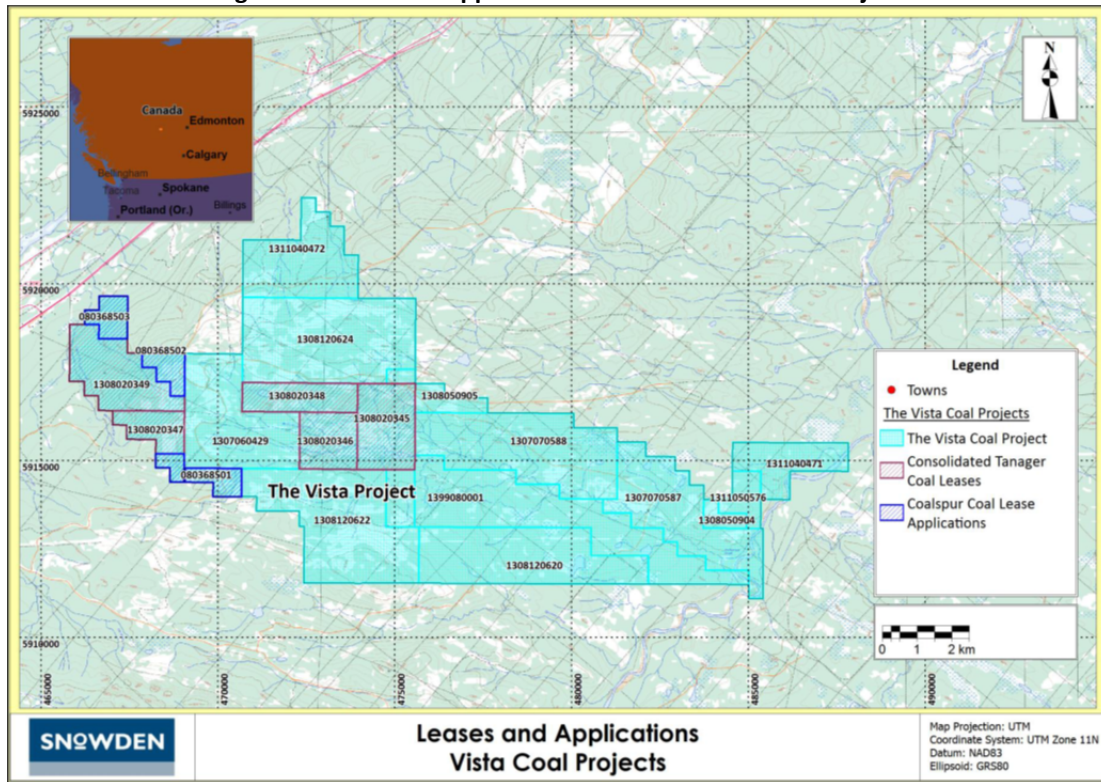 Canada
Edmonton
Calgary
Bellingham
Tacoma
Spokane
Portland (Or.)
Billings
N
5925000
5920000
5915000
5910000
465000
470000
475000
480000
485000
490000
1311040472
080368503
1308120624
080368502
1308020349
1308020348
1308050905
1308020345
1308020347
1307060429
1308020346
1307070588
080368501
1311040471
The Vista Project
1399080001
1307070587
1311050576
1308120622
1308050904
1308120620
Legend
Towns
The Vista Coal Projects
The Vista Coal Project
Consolidated Tanager
Coal Leases
Coalspur Coal Lease
Applications
0 1 2 km
SNOWDEN
Leases and Applications
Vista Coal Projects
Map Projection: UTM
Coordinate System: UTM Zone 11N
Datum: NAD83
Ellipsoid: GRS80